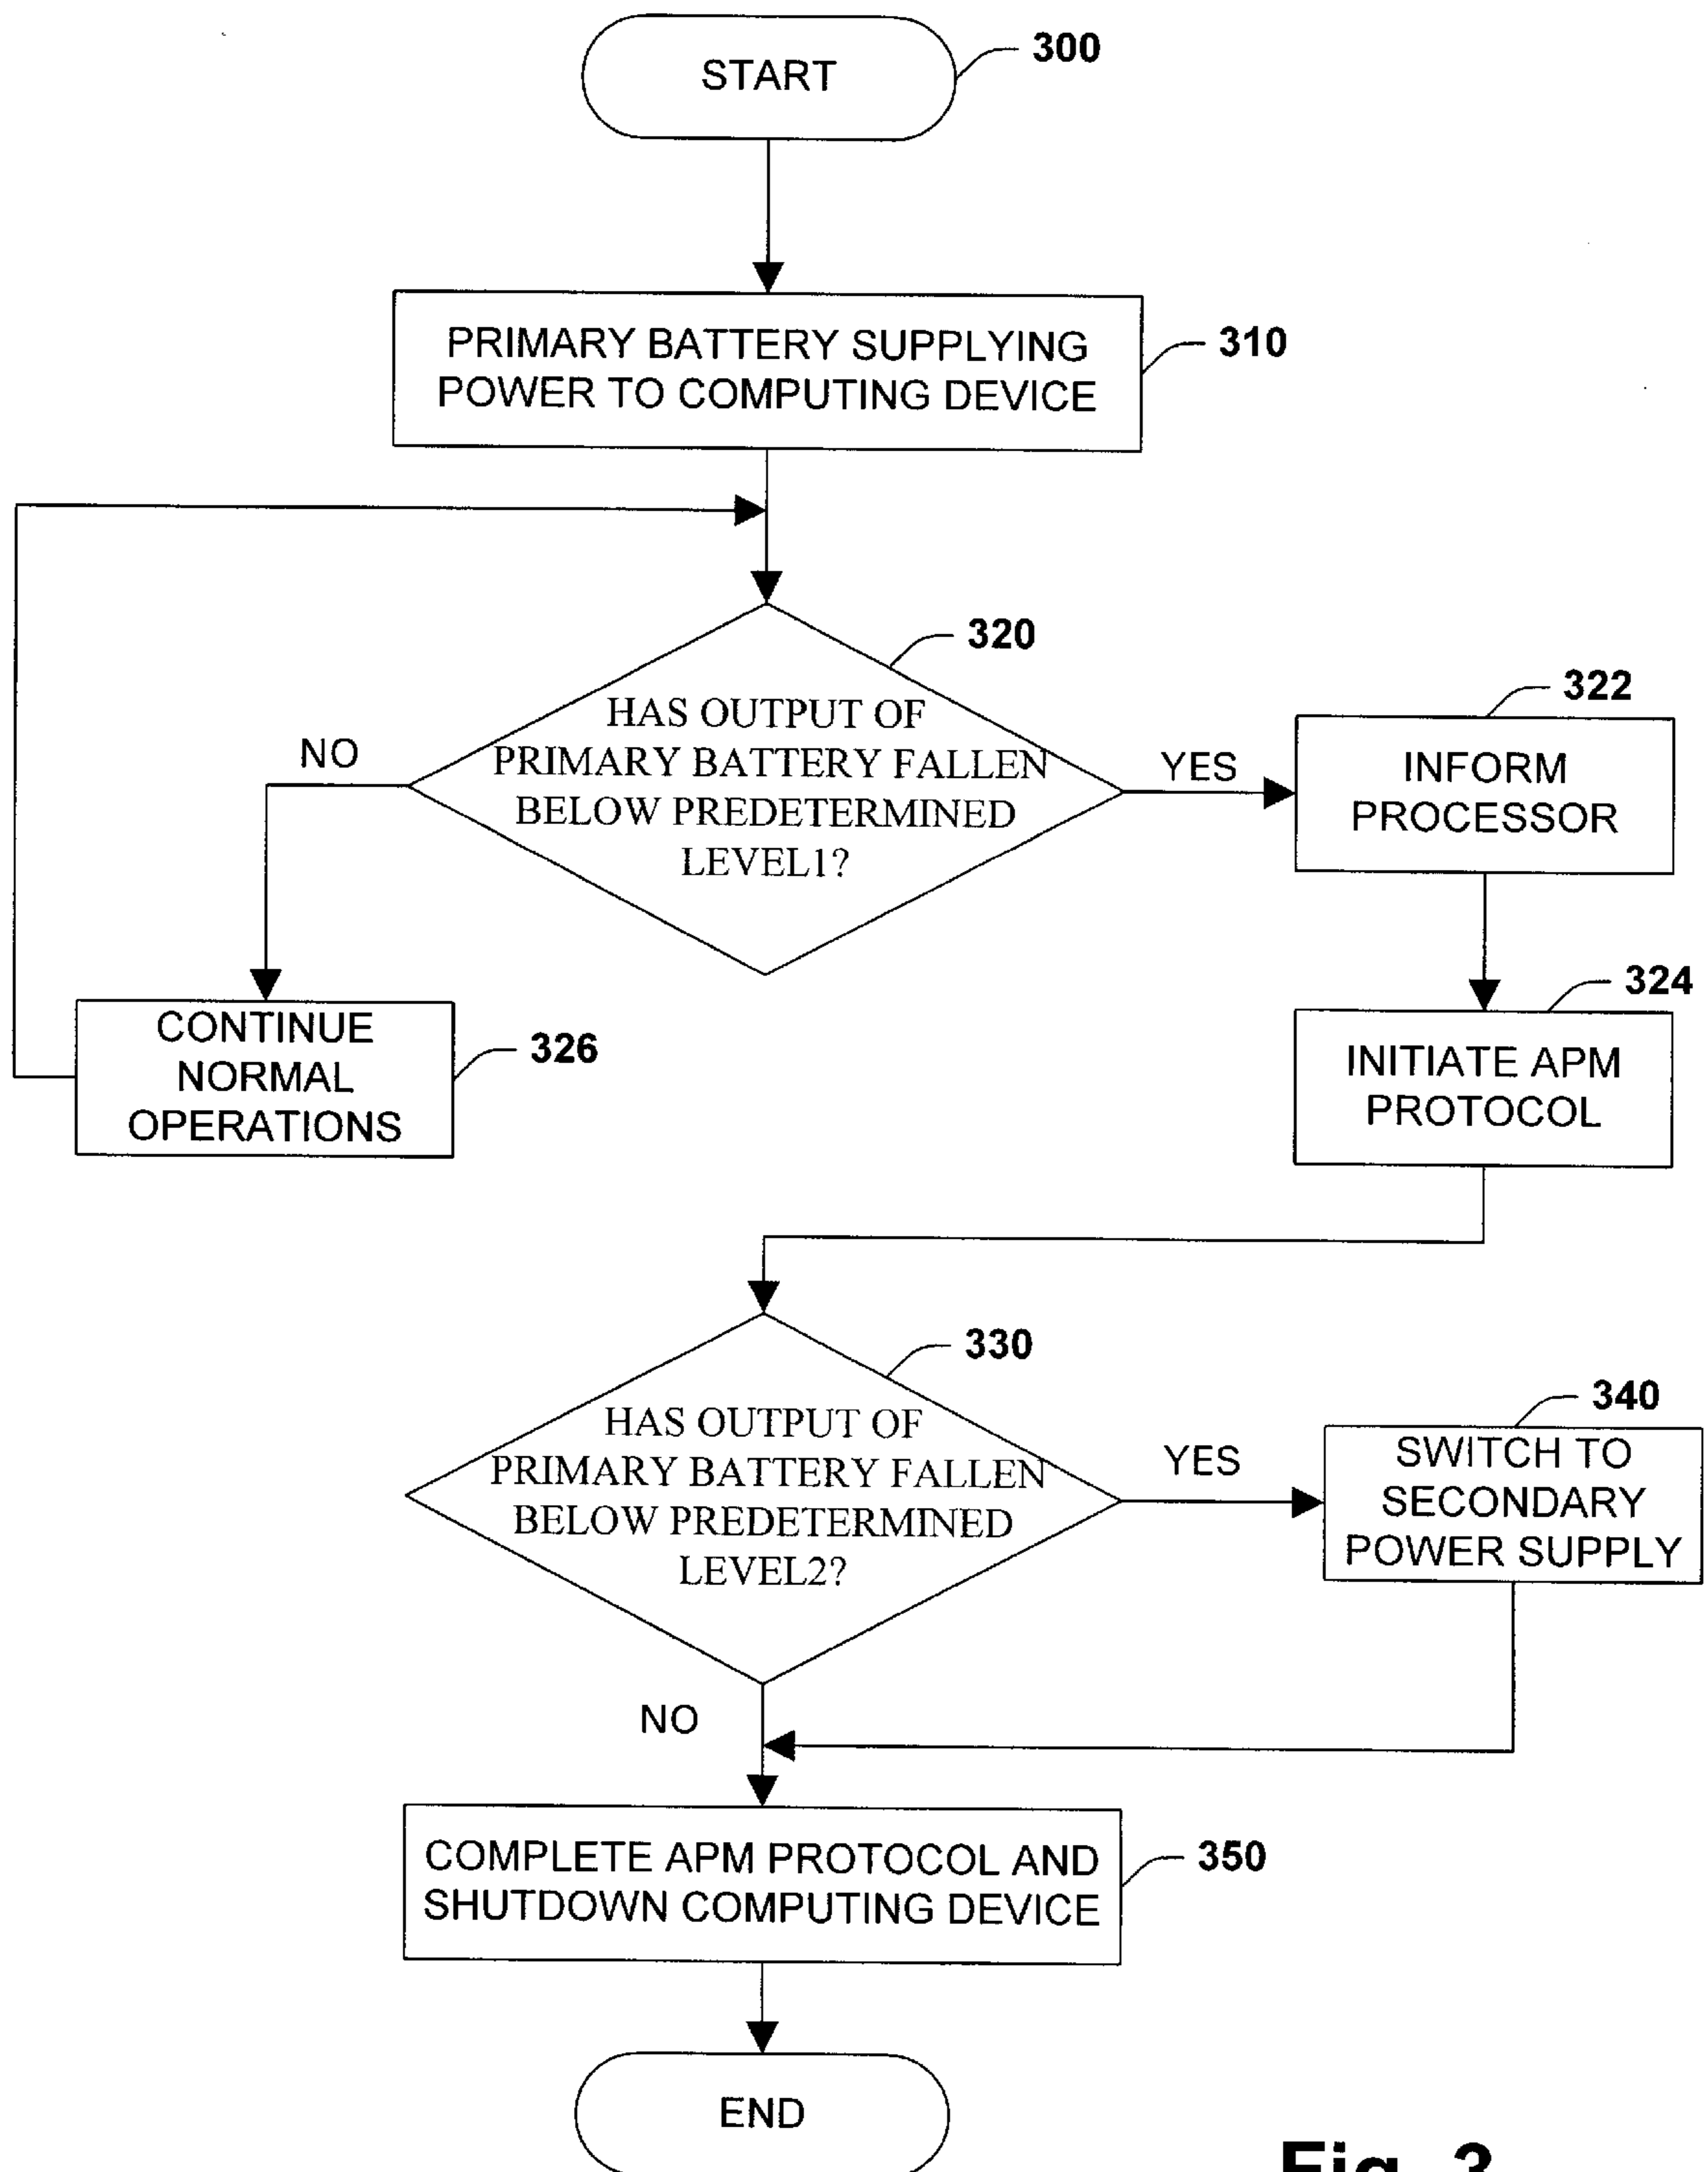 START
300
PRIMARY BATTERY SUPPLYING
POWER TO COMPUTING DEVICE
310
320
HAS OUTPUT OF
PRIMARY BATTERY FALLEN
BELOW PREDETERMINED
LEVEL1?
NO
YES
322
INFORM
PROCESSOR
324
INITIATE APM
PROTOCOL
CONTINUE
NORMAL
OPERATIONS
326
330
HAS OUTPUT OF
PRIMARY BATTERY FALLEN
BELOW PREDETERMINED
LEVEL2?
YES
340
SWITCH TO
SECONDARY
POWER SUPPLY
NO
COMPLETE APM PROTOCOL AND
SHUTDOWN COMPUTING DEVICE
350
END
Fig. 3